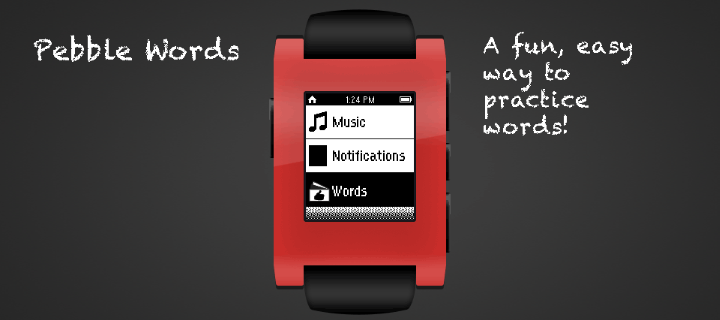 Pebble Words
A fun, easy
way to
practice
words!
1:24 PM
Music
Notifications
Words